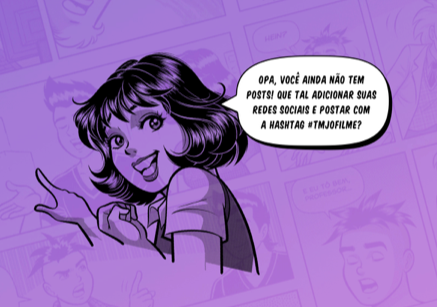 OPA, VOCÊ AINDA NÃO TEM
POSTS! QUE TAL ADICIONAR SUAS
REDES SOCIAIS E POSTAR COM
A HASHTAG #TMJOFILME?